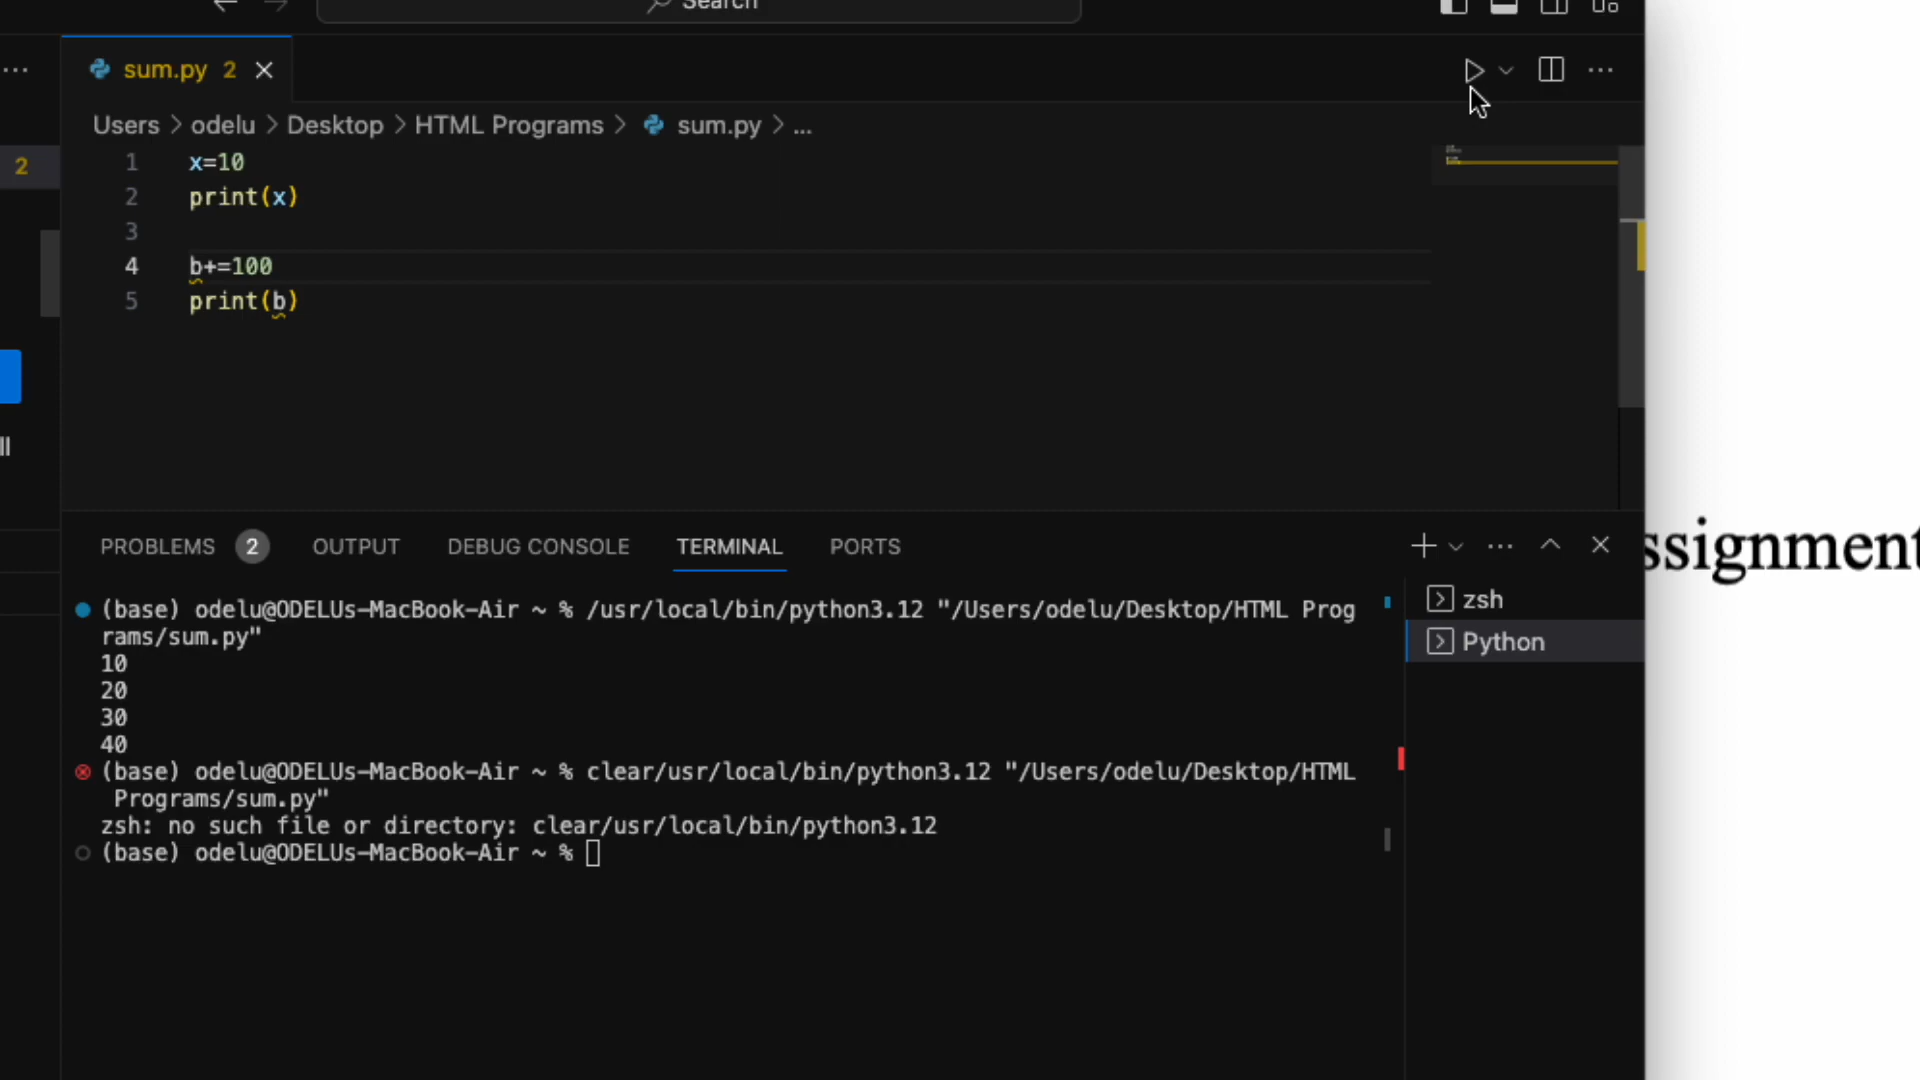 Search
sum.py 2
Users > odelu > Desktop > HTML Programs > sum.py > ...
2
1 x=10
2 print(x)
3
4 b+=100
5 print(b)
ssignment
PROBLEMS 2 OUTPUT DEBUG CONSOLE TERMINAL PORTS
(base) odelu@ODELUs-MacBook-Air ~ % /usr/local/bin/python3.12 "/Users/odelu/Desktop/HTML Prog
rams/sum.py"
10
20
30
40
(base) odelu@ODELUs-MacBook-Air ~ % clear/usr/local/bin/python3.12 "/Users/odelu/Desktop/HTML
Programs/sum.py"
zsh: no such file or directory: clear/usr/local/bin/python3.12
(base) odelu@ODELUs-MacBook-Air ~ %
zsh
Python